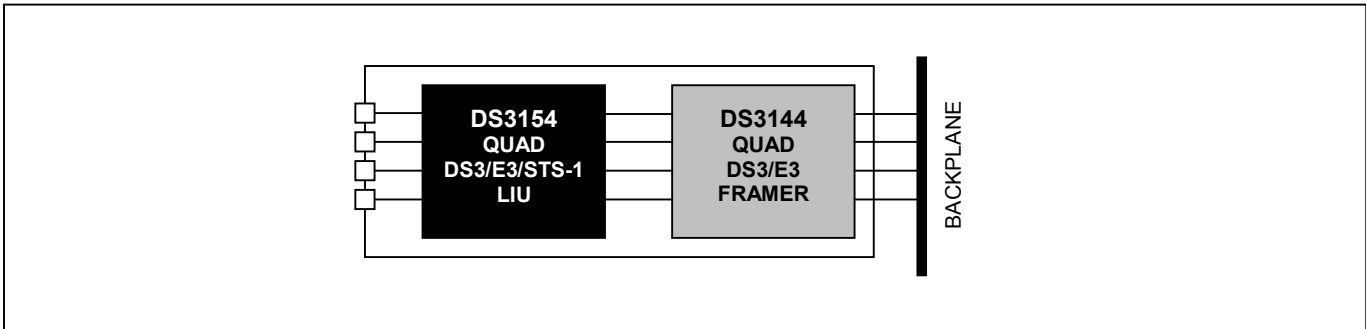 DS3154
QUAD
DS3/E3/STS-1
LIU
DS3144
QUAD
DS3/E3
FRAMER
BACKPLANE